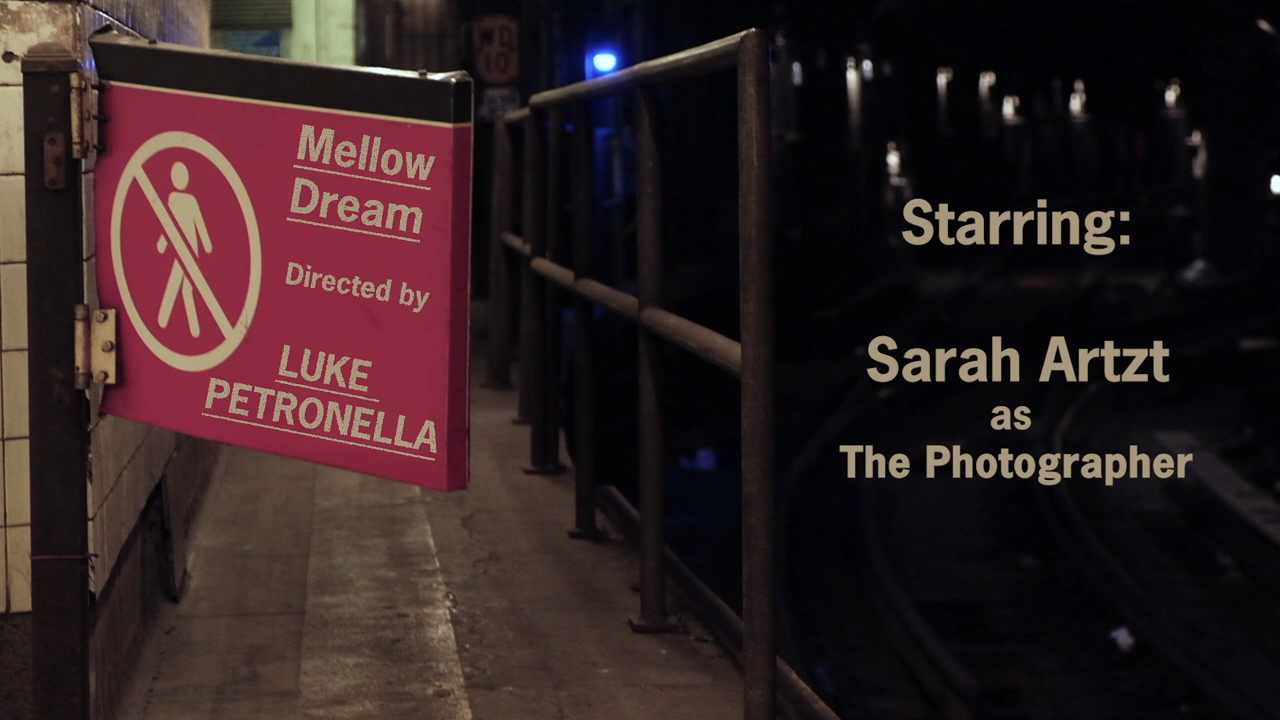 Mellow
Dream
Directed by
LUKE
PETRONELLA
Starring:
Sarah Artzt
as
The Photographer